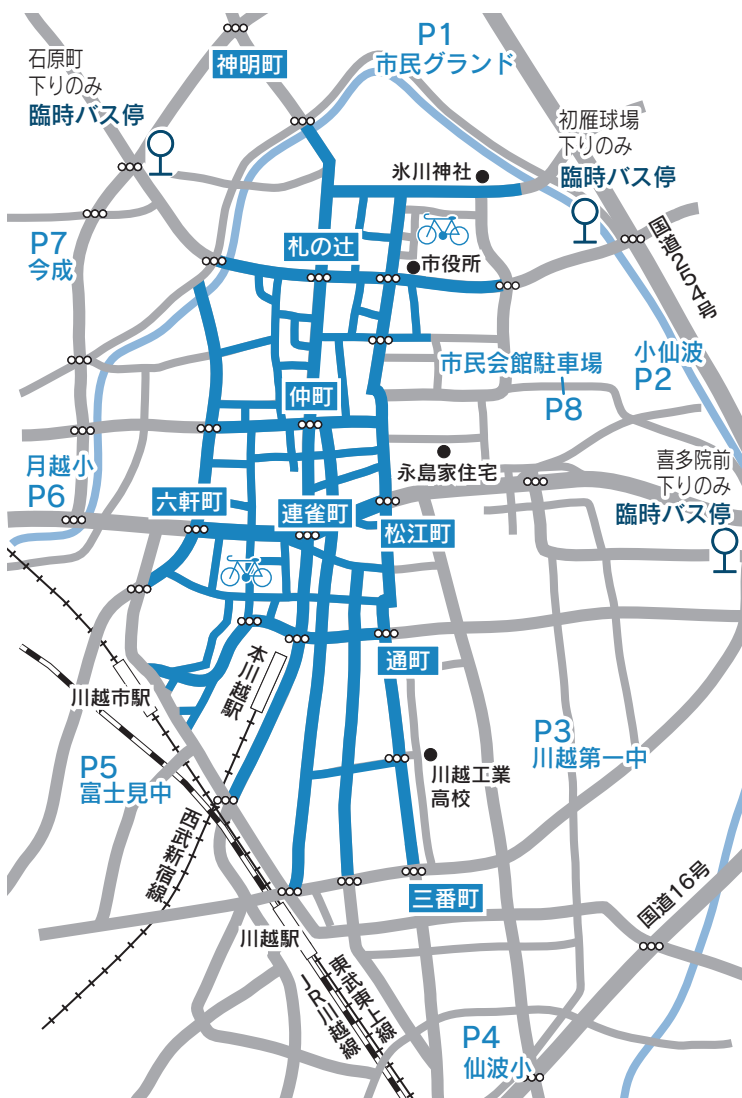 P1
市民グランド
石原町
下りのみ
臨時バス停
神明町
初雁球場
下りのみ
臨時バス停
氷川神社
国道254号
P7
今成
札の辻
市役所
市民会館駐車場
P8
小仙波
P2
仲町
月越小
P6
永島家住宅
喜多院前
下りのみ
臨時バス停
六軒町
連雀町
松江町
本川越駅
通町
川越市駅
P3
川越第一中
P5
富士見中
川越工業
高校
西武新宿線
三番町
国道16号
川越駅
東武東上線
JR川越線
P4
仙波小